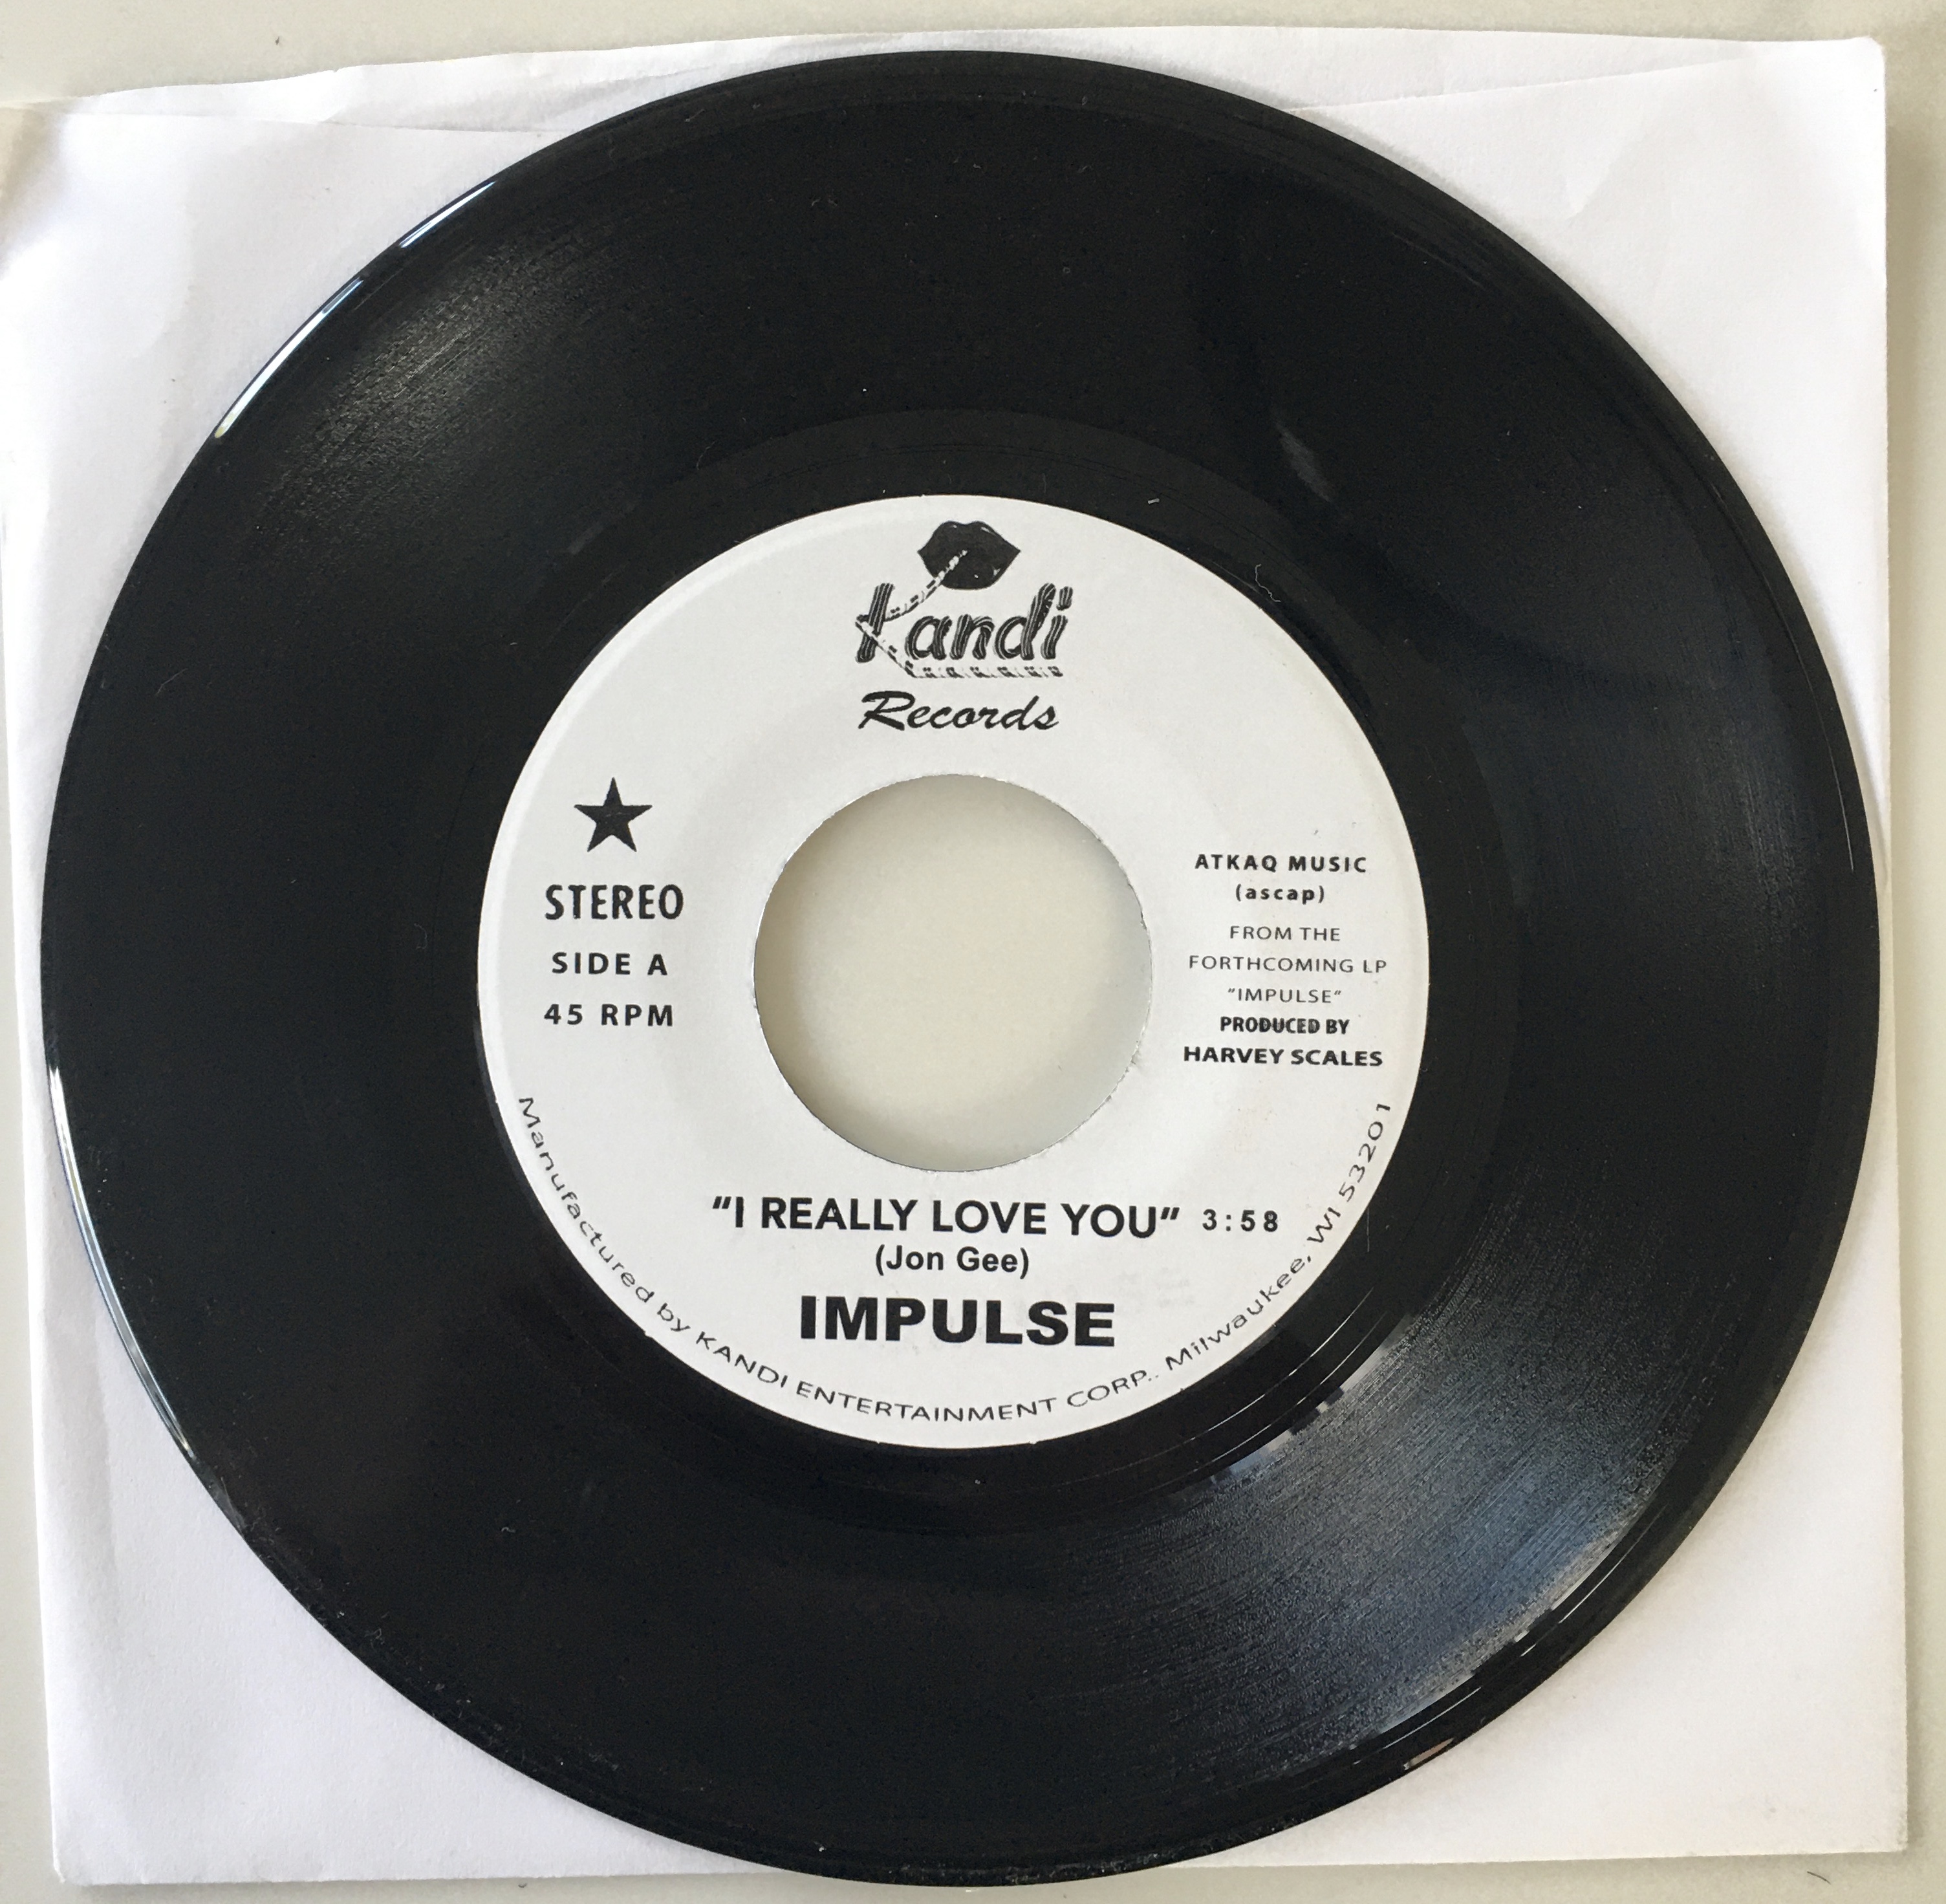 Kandi
Records
STEREO
SIDE A
45 RPM
ATKAQ MUSIC
(ascap)
FROM THE
FORTHCOMING LP
"IMPULSE"
PRODUCED BY
HARVEY SCALES
"I REALLY LOVE YOU" 3:58
(Jon Gee)
IMPULSE
Manufactured by KANDI ENTERTAINMENT CORP.. Milwaukee, WI 53201